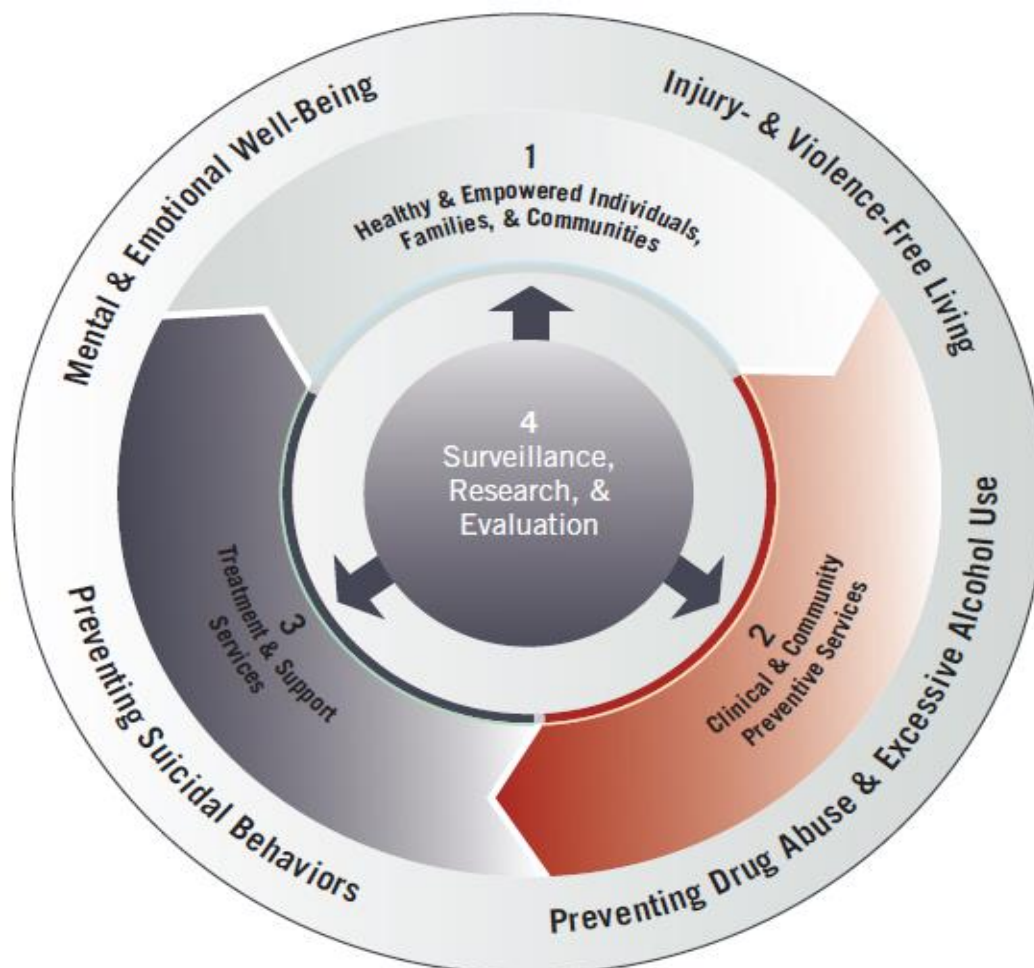 Mental & Emotional Well-Being
Injury- & Violence-Free Living
1
Healthy & Empowered Individuals,
Families, & Communities
4
Surveillance,
Research, &
Evaluation
2
Clinical & Community
Preventive Services
3
Treatment & Support
Services
Preventing Suicidal Behaviors
Preventing Drug Abuse & Excessive Alcohol Use